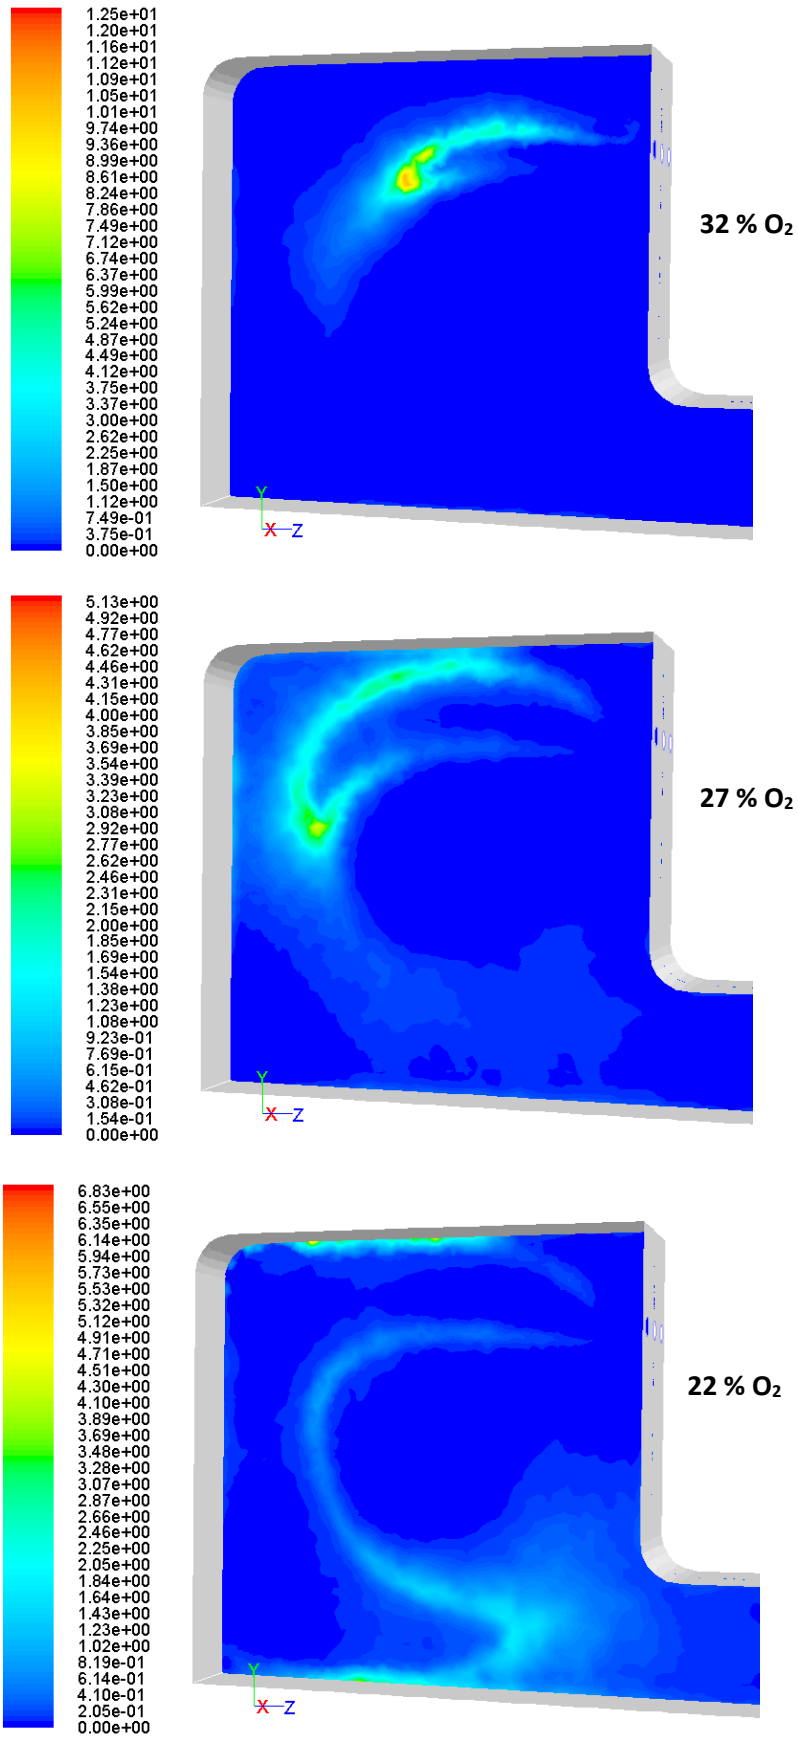 1.25e+01
1.20e+01
1.16e+01
1.12e+01
1.09e+01
1.05e+01
1.01e+01
9.74e+00
9.36e+00
8.99e+00
8.61e+00
8.24e+00
7.86e+00
7.49e+00
7.12e+00
6.74e+00
6.37e+00
5.99e+00
5.62e+00
5.24e+00
4.87e+00
4.49e+00
4.12e+00
3.75e+00
3.37e+00
3.00e+00
2.62e+00
2.25e+00
1.87e+00
1.50e+00
1.12e+00
7.49e-01
3.75e-01
0.00e+00
32 % O₂
Y
X Z
5.13e+00
4.92e+00
4.77e+00
4.62e+00
4.46e+00
4.31e+00
4.15e+00
4.00e+00
3.85e+00
3.69e+00
3.54e+00
3.39e+00
3.23e+00
3.08e+00
2.92e+00
2.77e+00
2.62e+00
2.46e+00
2.31e+00
2.15e+00
2.00e+00
1.85e+00
1.69e+00
1.54e+00
1.38e+00
1.23e+00
1.08e+00
9.23e-01
7.69e-01
6.15e-01
4.62e-01
3.08e-01
1.54e-01
0.00e+00
27 % O₂
Y
X Z
6.83e+00
6.55e+00
6.35e+00
6.14e+00
5.94e+00
5.73e+00
5.53e+00
5.32e+00
5.12e+00
4.91e+00
4.71e+00
4.51e+00
4.30e+00
4.10e+00
3.89e+00
3.69e+00
3.48e+00
3.28e+00
3.07e+00
2.87e+00
2.66e+00
2.46e+00
2.25e+00
2.05e+00
1.84e+00
1.64e+00
1.43e+00
1.23e+00
1.02e+00
8.19e-01
6.14e-01
4.10e-01
2.05e-01
0.00e+00
22 % O₂
Y
X Z